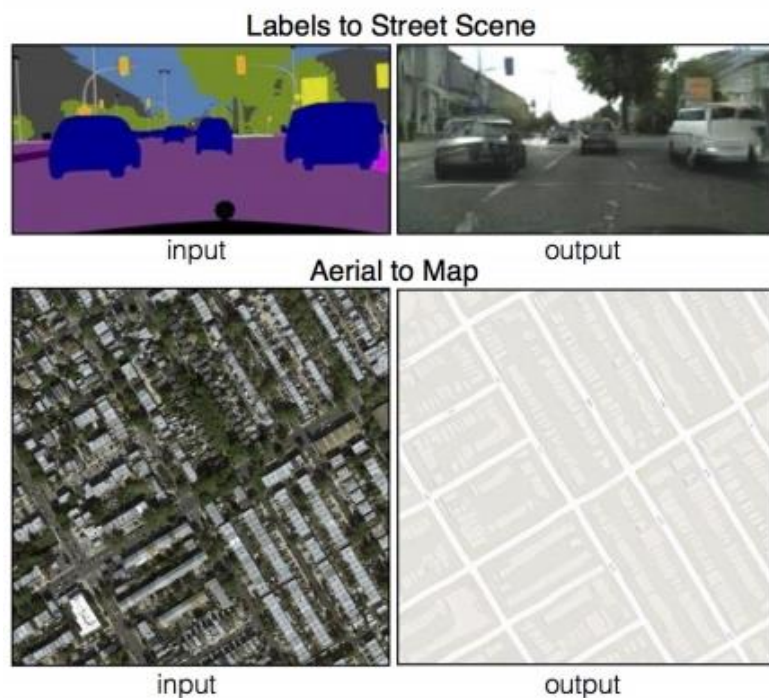 Labels to Street Scene
input
output
Aerial to Map
input
output